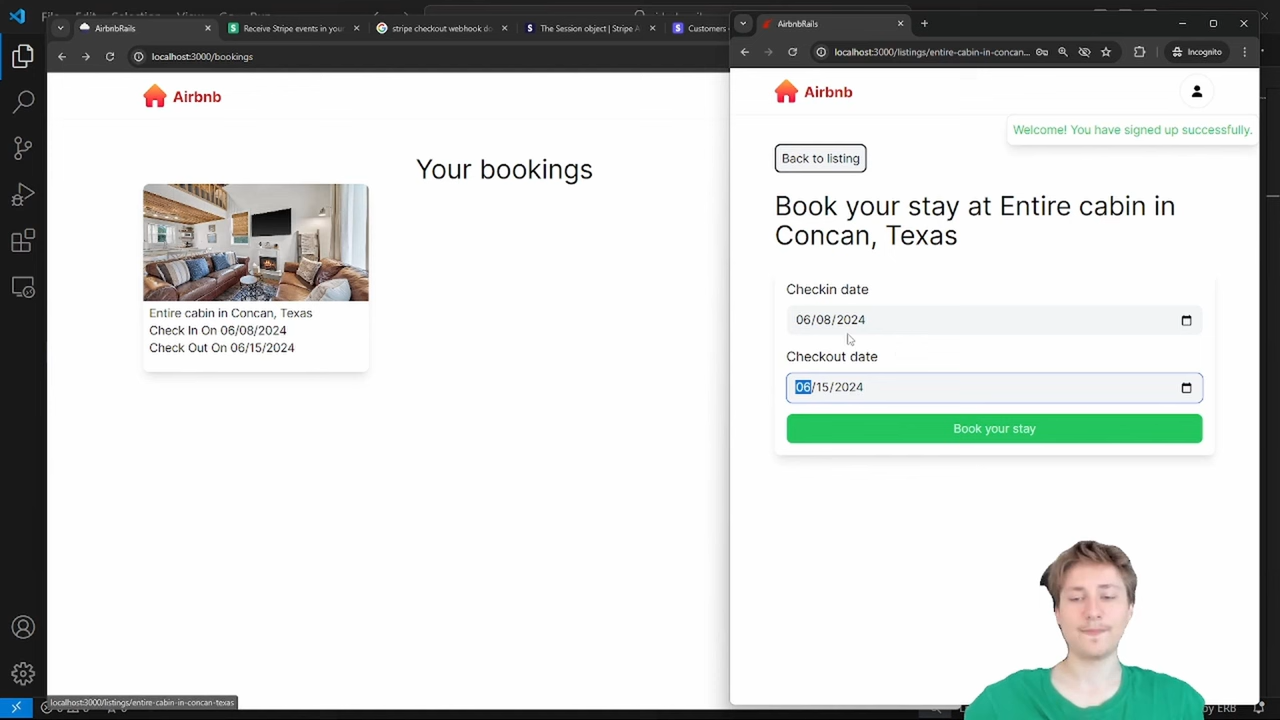 AirbnbRails
Receive Stripe events in your
stripe checkout webhook do
The Session object | Stripe A
Customers
localhost:3000/bookings
Airbnb
Your bookings
Entire cabin in Concan, Texas
Check In On 06/08/2024
Check Out On 06/15/2024
localhost:3000/listings/entire-cabin-in-concan-texas
AirbnbRails
localhost:3000/listings/entire-cabin-in-concan...
Incognito
Airbnb
Welcome! You have signed up successfully.
Back to listing
Book your stay at Entire cabin in
Concan, Texas
Checkin date
06/08/2024
Checkout date
06/15/2024
Book your stay
by ERB